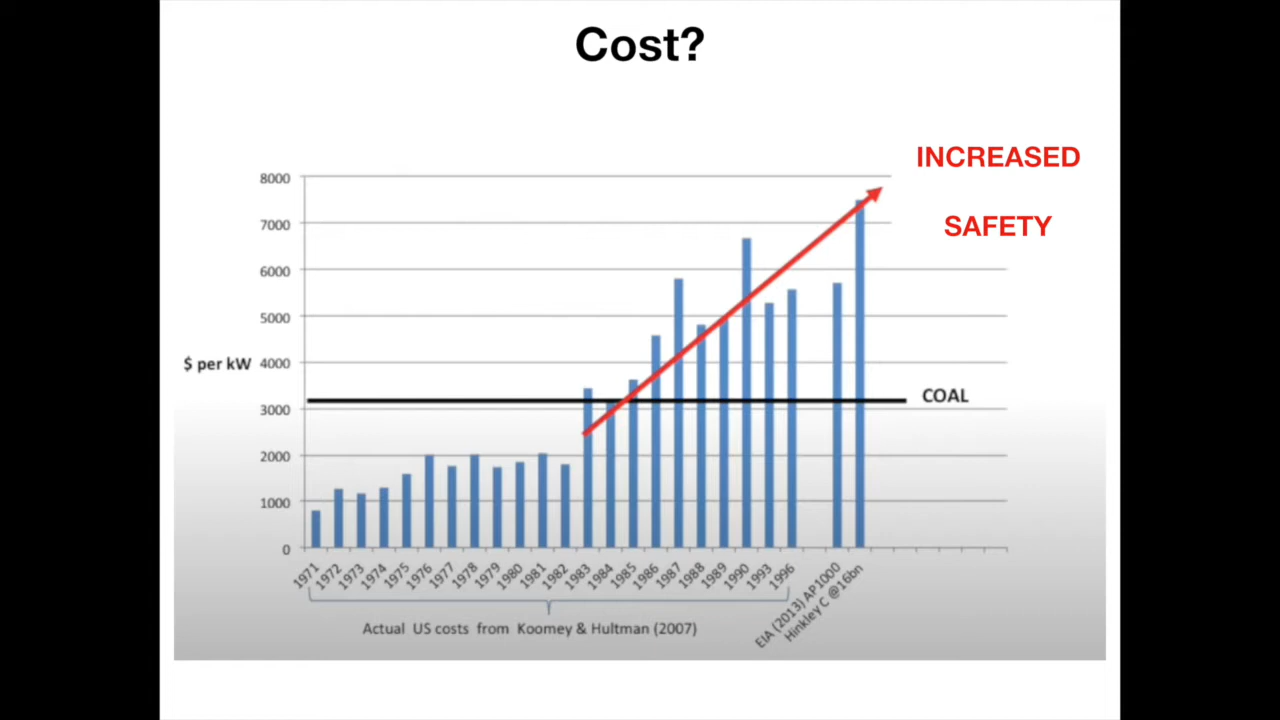 Cost?
INCREASED
SAFETY
8000
7000
6000
5000
$ per kW 4000
COAL
3000
2000
1000
0
1971 1972 1973 1974 1975 1976 1977 1978 1979 1980 1981 1982 1983 1984 1985 1986 1987 1988 1989 1990 1993 1996 EIA (2013) AP1000 Hinkley C @16bn
Actual US costs from Koomey & Hultman (2007)